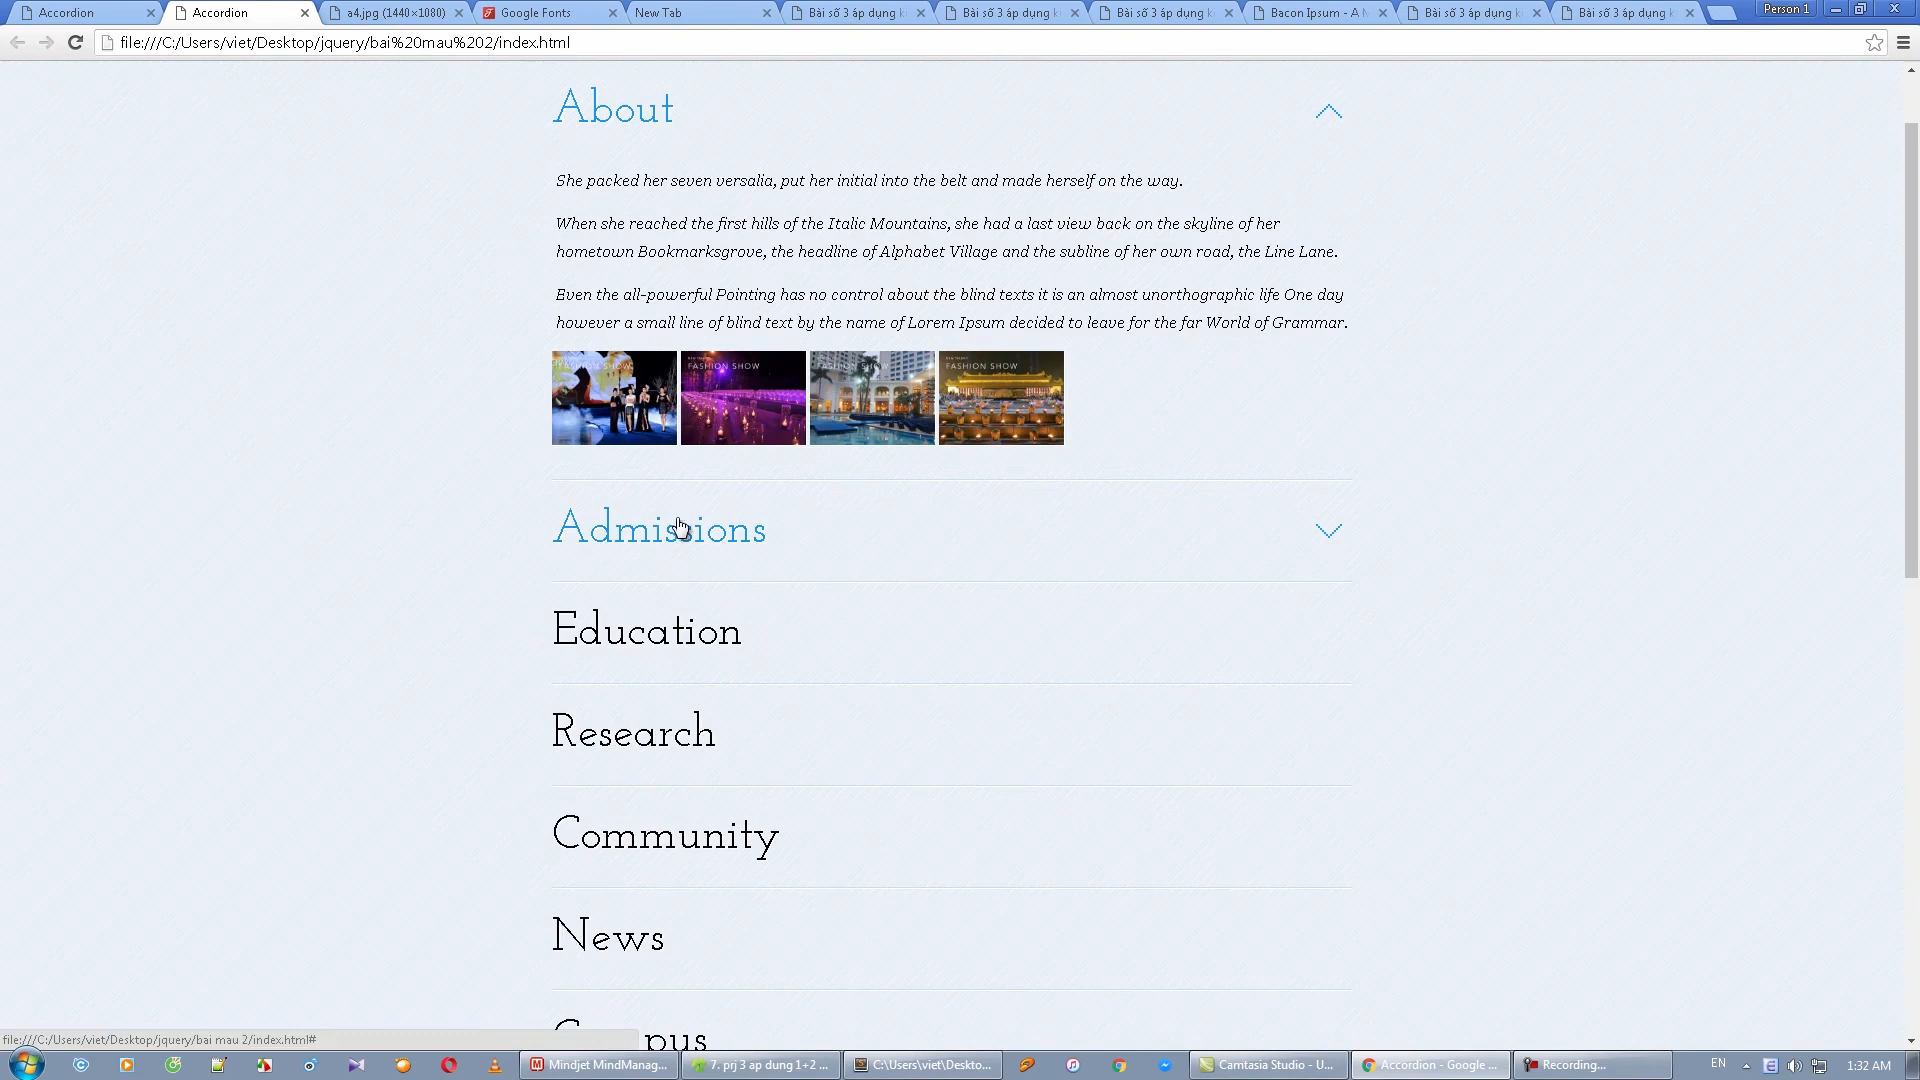 Accordion
Accordion
a4.jpg (1440×1080)
Google Fonts
New Tab
Bài số 3 áp dụng k
Bài số 3 áp dụng k
Bài số 3 áp dụng k
Bacon Ipsum - A
Bài số 3 áp dụng k
Bài số 3 áp dụng k
Person 1
file:///C:/Users/viet/Desktop/jquery/bai%20mau%202/index.html
About
She packed her seven versalia, put her initial into the belt and made herself on the way.
When she reached the first hills of the Italic Mountains, she had a last view back on the skyline of her
hometown Bookmarksgrove, the headline of Alphabet Village and the subline of her own road, the Line Lane.
Even the all-powerful Pointing has no control about the blind texts it is an almost unorthographic life One day
however a small line of blind text by the name of Lorem Ipsum decided to leave for the far World of Grammar.
FASHION SHOW
FASHION SHOW
FASHION SHOW
FASHION SHOW
Admissions
Education
Research
Community
News
pus
file:///C:/Users/viet/Desktop/jquery/bai mau 2/index.html#
Mindjet MindManag...
7. prj 3 ap dung 1+2 ...
C:\Users\viet\Deskto...
Camtasia Studio - U...
Accordion - Google ...
Recording...
EN
1:32 AM